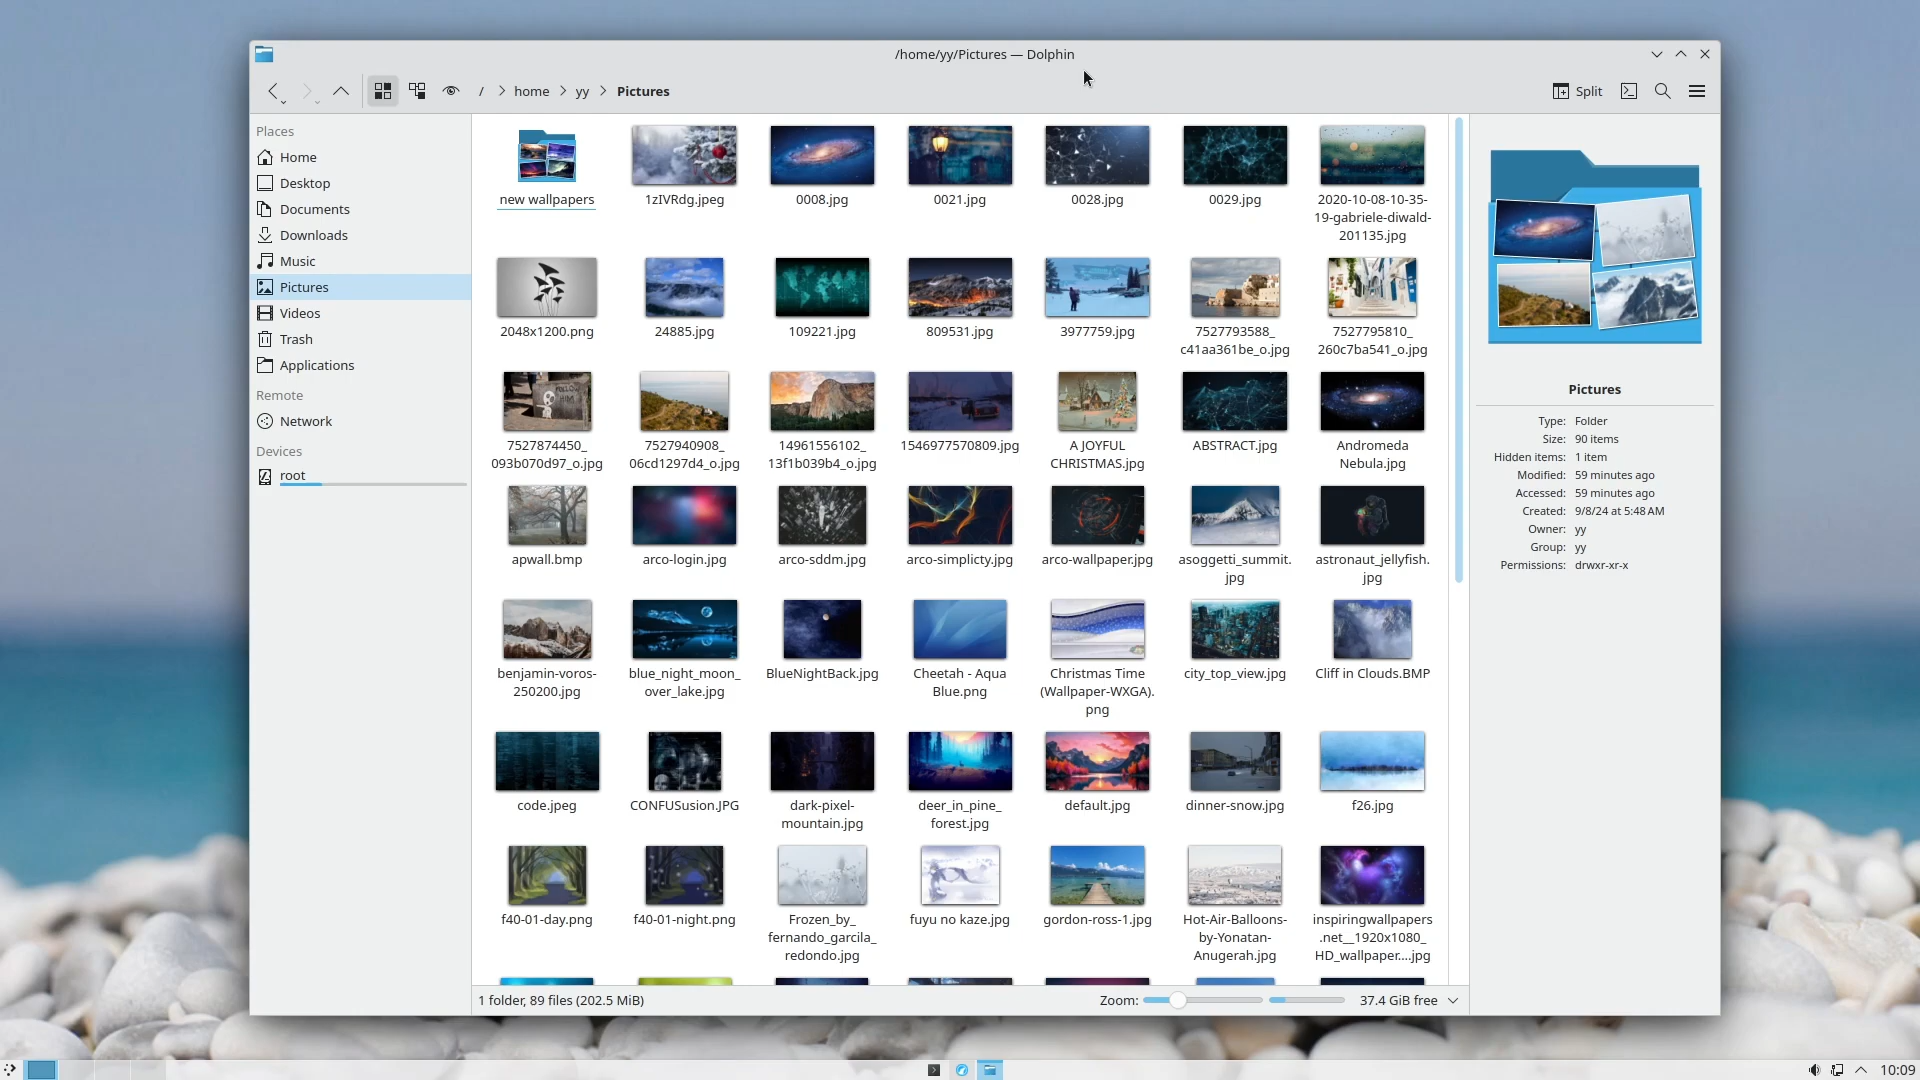 /home/yy/Pictures — Dolphin
/ home yy Pictures
Split
Places
Home
Desktop
Documents
Downloads
Music
Pictures
Videos
Trash
Applications
Remote
Network
Devices
root
new wallpapers
1zIVRdg.jpeg
0008.jpg
0021.jpg
0028.jpg
0029.jpg
2020-10-08-10-35-
19-gabriele-diwald-
201135.jpg
2048x1200.png
24885.jpg
109221.jpg
809531.jpg
3977759.jpg
7527793588_
c41aa361be_o.jpg
7527795810_
260c7ba541_o.jpg
7527874450_
093b070d97_o.jpg
7527940908_
06cd1297d4_o.jpg
14961556102_
13f1b039b4_o.jpg
1546977570809.jpg
A JOYFUL
CHRISTMAS.jpg
ABSTRACT.jpg
Andromeda
Nebula.jpg
apwall.bmp
arco-login.jpg
arco-sddm.jpg
arco-simplicty.jpg
arco-wallpaper.jpg
asoggetti_summit.
jpg
astronaut_jellyfish.
jpg
benjamin-voros-
250200.jpg
blue_night_moon_
over_lake.jpg
BlueNightBack.jpg
Cheetah - Aqua
Blue.png
Christmas Time
(Wallpaper-WXGA).
png
city_top_view.jpg
Cliff in Clouds.BMP
code.jpeg
CONFUSusion.JPG
dark-pixel-
mountain.jpg
deer_in_pine_
forest.jpg
default.jpg
dinner-snow.jpg
f26.jpg
f40-01-day.png
f40-01-night.png
Frozen_by_
fernando_garcila_
redondo.jpg
fuyu no kaze.jpg
gordon-ross-1.jpg
Hot-Air-Balloons-
by-Yonatan-
Anugerah.jpg
inspiringwallpapers
.net__1920x1080_
HD_wallpaper....jpg
Pictures
Type: Folder
Size: 90 items
Hidden items: 1 item
Modified: 59 minutes ago
Accessed: 59 minutes ago
Created: 9/8/24 at 5:48 AM
Owner: yy
Group: yy
Permissions: drwxr-xr-x
1 folder, 89 files (202.5 MiB)
Zoom:
37.4 GiB free
10:09